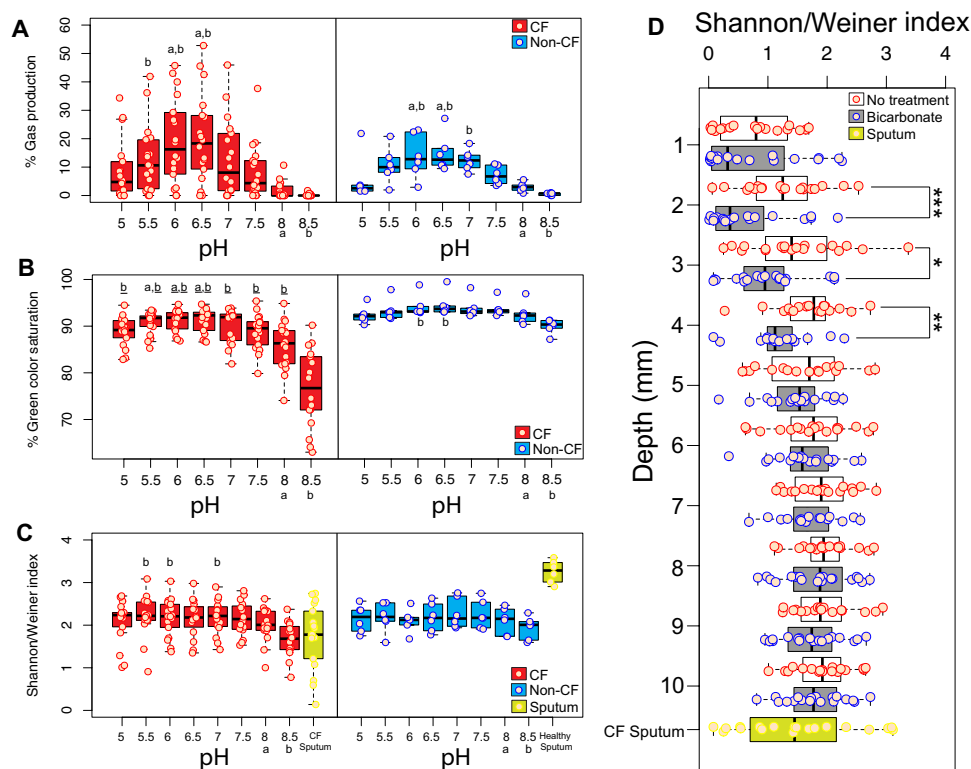 A
% Gas production
60
50
40
30
20
10
0
b
a,b
a,b
CF
Non-CF
a,b
a,b
b
5 5.5 6 6.5 7 7.5 8 8.5
a b
5 5.5 6 6.5 7 7.5 8 8.5
a b
pH
pH
B
% Green color saturation
100
90
80
70
b a,b a,b a,b b b b
b b
CF
Non-CF
5 5.5 6 6.5 7 7.5 8 8.5
a b
5 5.5 6 6.5 7 7.5 8 8.5
a b
pH
pH
C
Shannon/Weiner index
4
3
2
1
0
b b b
CF
Non-CF
Sputum
5 5.5 6 6.5 7 7.5 8 8.5 CF
a b Sputum
5 5.5 6 6.5 7 7.5 8 8.5 Healthy
a b Sputum
pH
pH
D
Shannon/Weiner index
0 1 2 3 4
No treatment
Bicarbonate
Sputum
Depth (mm)
1
2
3
4
5
6
7
8
9
10
CF Sputum
***
*
**